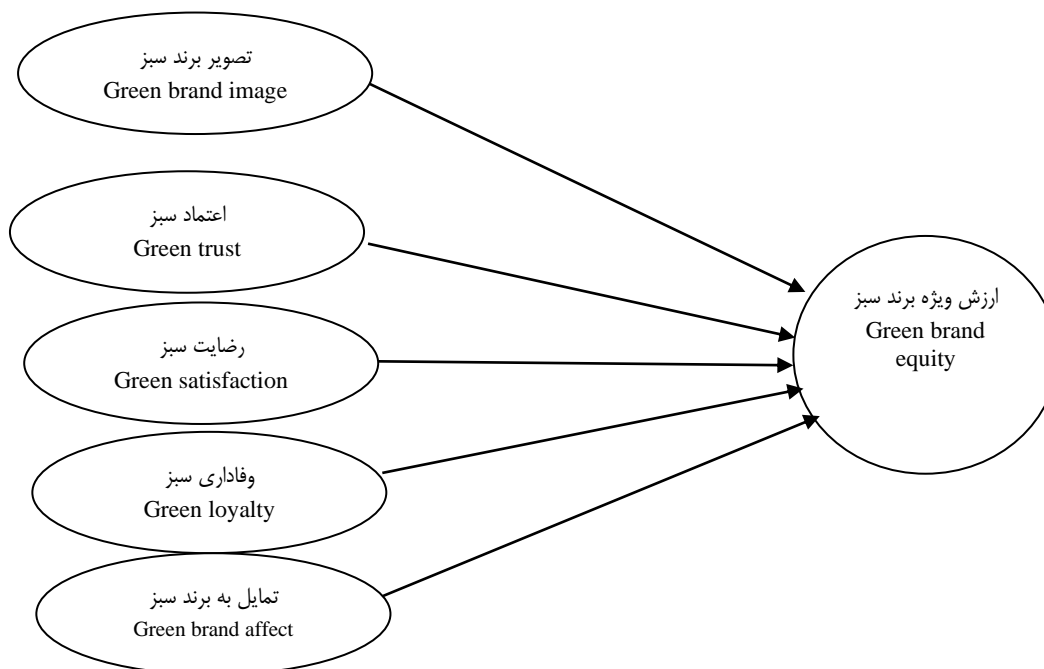 تصویر برند سبز
Green brand image
اعتماد سبز
Green trust
رضایت سبز
Green satisfaction
وفاداری سبز
Green loyalty
تمایل به برند سبز
Green brand affect
ارزش ویژه برند سبز
Green brand
equity